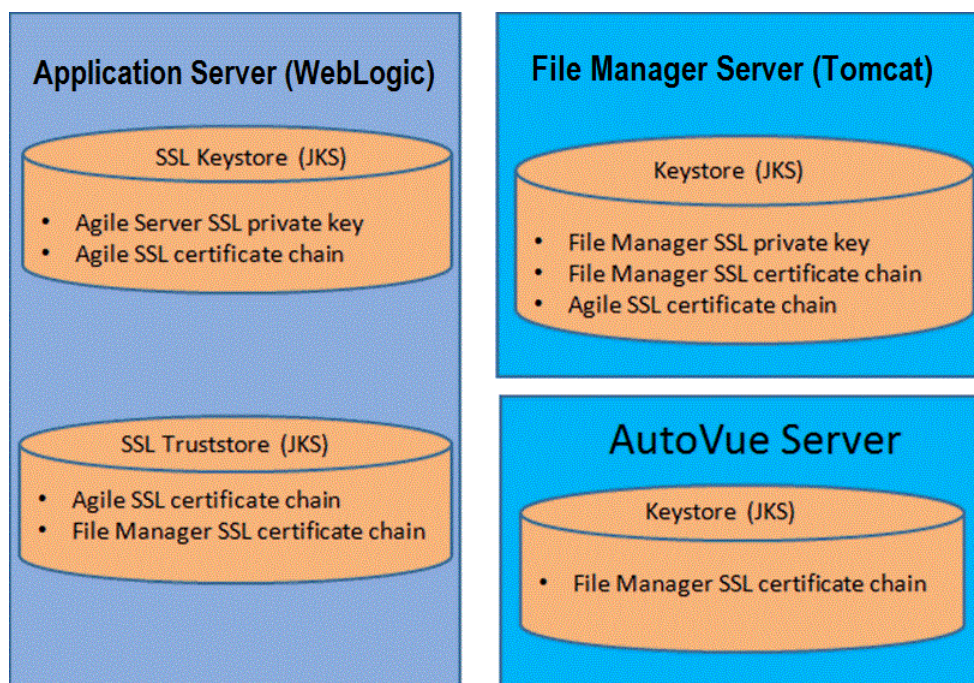 Application Server (WebLogic)
SSL Keystore (JKS)
• Agile Server SSL private key
• Agile SSL certificate chain
SSL Truststore (JKS)
• Agile SSL certificate chain
• File Manager SSL certificate chain
File Manager Server (Tomcat)
Keystore (JKS)
• File Manager SSL private key
• File Manager SSL certificate chain
• Agile SSL certificate chain
AutoVue Server
Keystore (JKS)
• File Manager SSL certificate chain